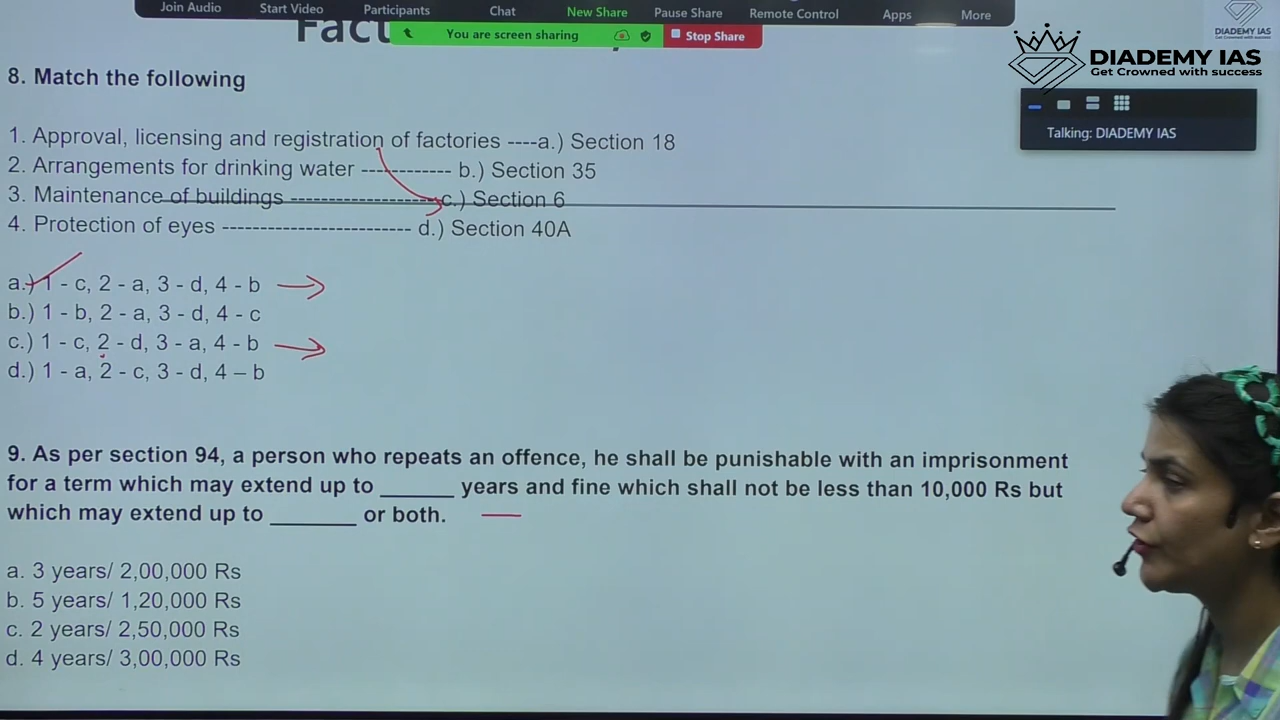 Join Audio Start Video Participants Chat New Share Pause Share Remote Control Apps More
You are screen sharing Stop Share
DIADEMY IAS
Get Crowned with success
DIADEMY IAS
Get Crowned with success
Talking: DIADEMY IAS
8. Match the following
1. Approval, licensing and registration of factories ----a.) Section 18
2. Arrangements for drinking water ------------ b.) Section 35
3. Maintenance of buildings --------------------c.) Section 6
4. Protection of eyes ------------------------- d.) Section 40A
a.) 1 - c, 2 - a, 3 - d, 4 - b
b.) 1 - b, 2 - a, 3 - d, 4 - c
c.) 1 - c, 2 - d, 3 - a, 4 - b
d.) 1 - a, 2 - c, 3 - d, 4 – b
9. As per section 94, a person who repeats an offence, he shall be punishable with an imprisonment
for a term which may extend up to ______ years and fine which shall not be less than 10,000 Rs but
which may extend up to _______ or both.
a. 3 years/ 2,00,000 Rs
b. 5 years/ 1,20,000 Rs
c. 2 years/ 2,50,000 Rs
d. 4 years/ 3,00,000 Rs